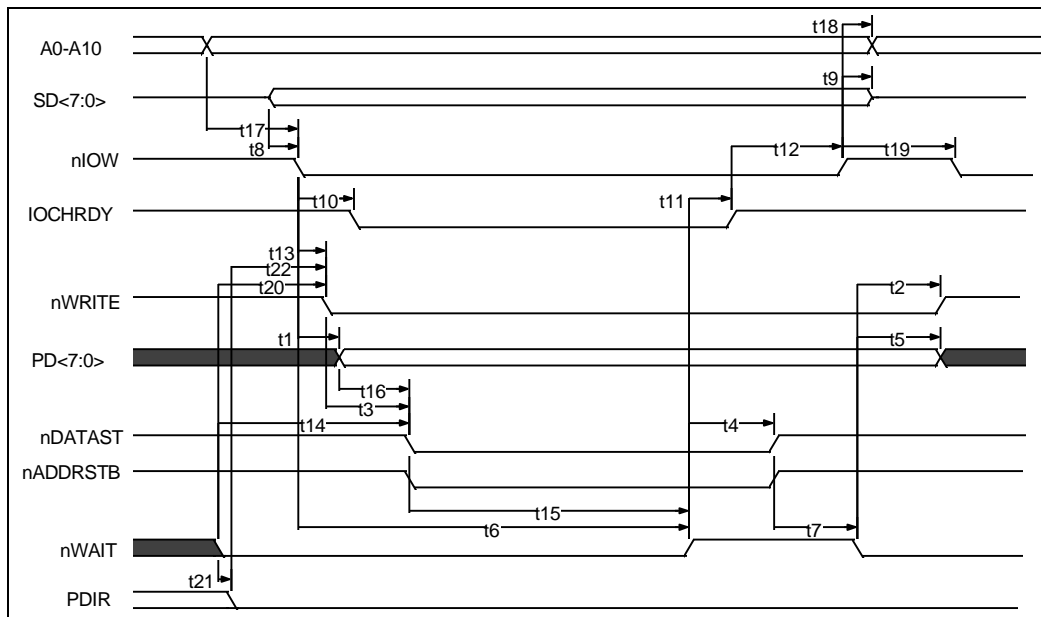 t18
A0-A10
t9
SD<7:0>
t17
t8
t12
t19
nIOW
t10
t11
IOCHRDY
t13
t22
t20
t2
nWRITE
t1
t5
PD<7:0>
t16
t3
t14
t4
nDATAST
nADDRSTB
t15
t6
t7
nWAIT
t21
PDIR